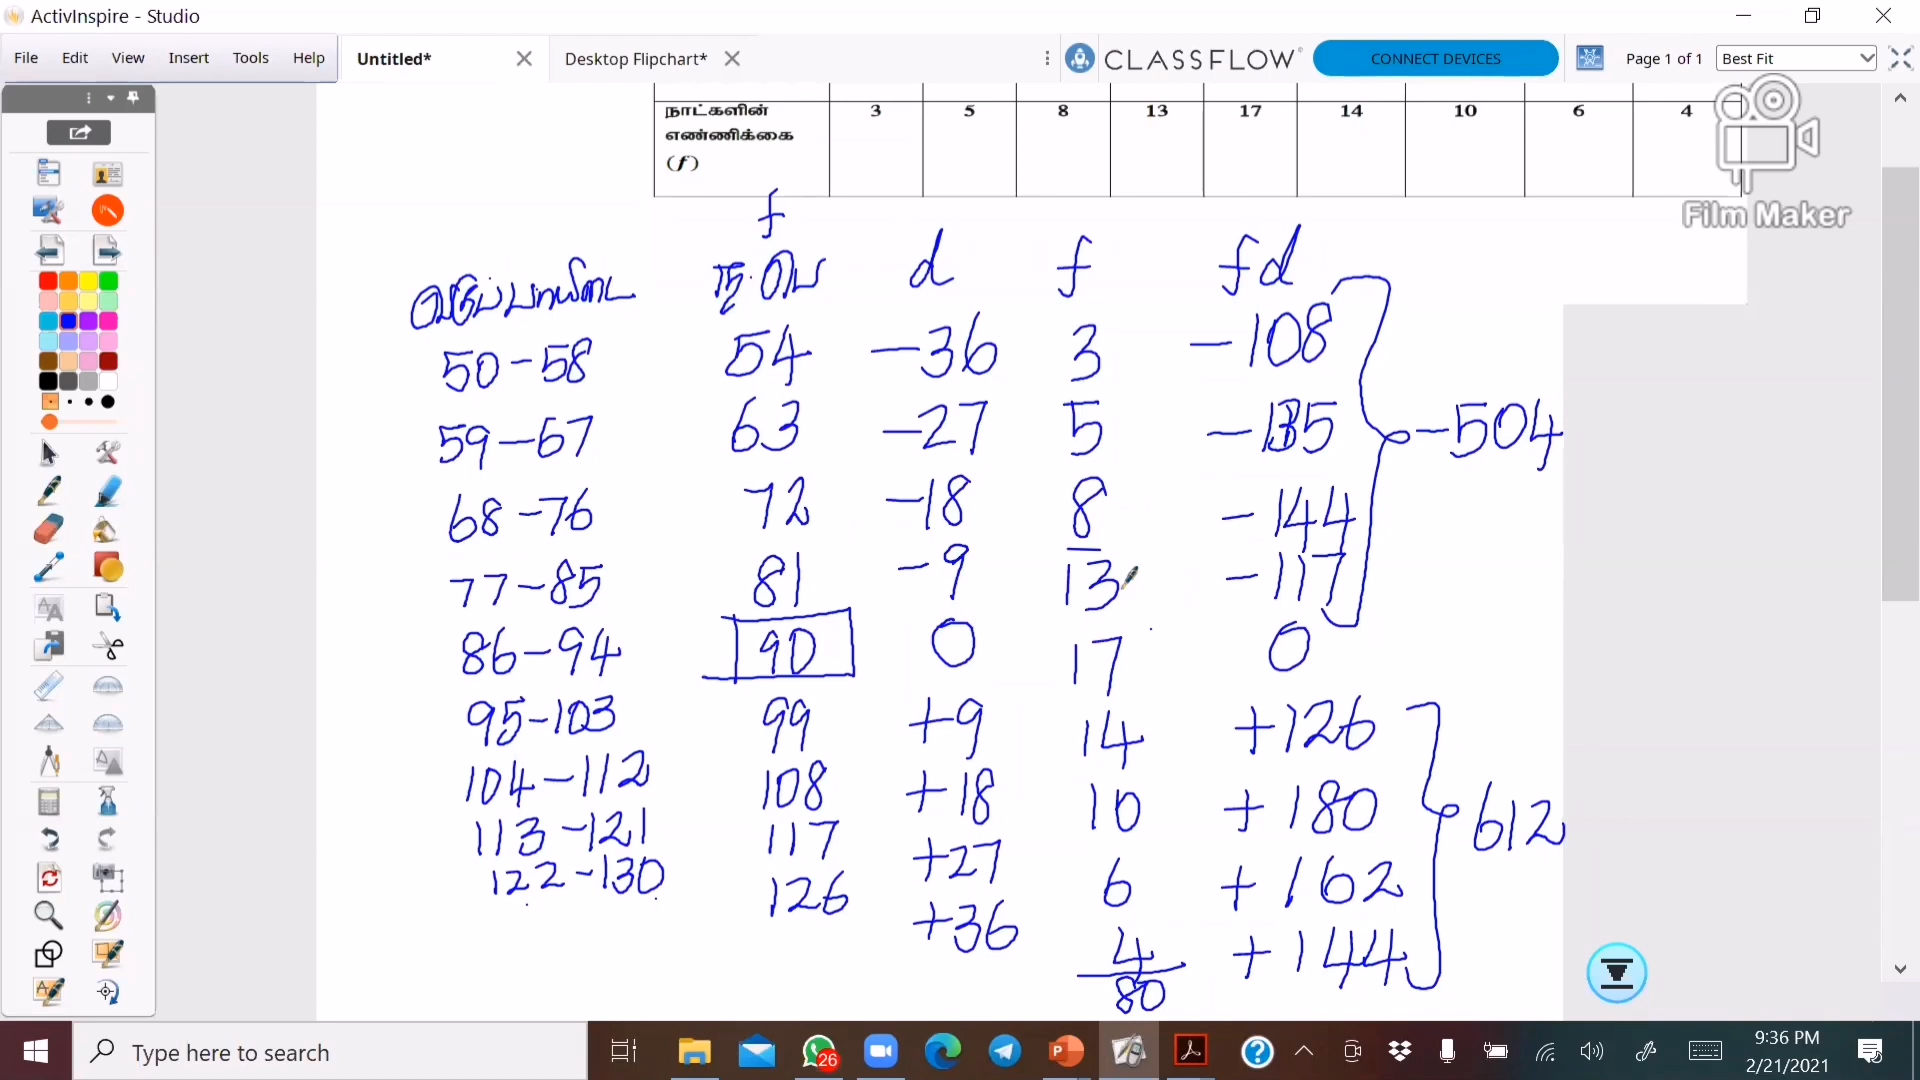 ActivInspire - Studio
File Edit View Insert Tools Help Untitled* Desktop Flipchart* CLASSFLOW CONNECT DEVICES Page 1 of 1 Best Fit
நாட்களின் எண்ணிக்கை (f) 3 5 8 13 17 14 10 6 4
Film Maker
f
d f fd
50-58 54 -36 3 -108
59-67 63 -27 5 -135 -504
68-76 72 -18 8 -144
77-85 81 -9 13 -117
86-94 90 0 17 0
95-103 99 +9 14 +126
104-112 108 +18 10 +180
113-121 117 +27 6 +162 612
122-130 126 +36 4 +144
80
Type here to search
26
9:36 PM
2/21/2021